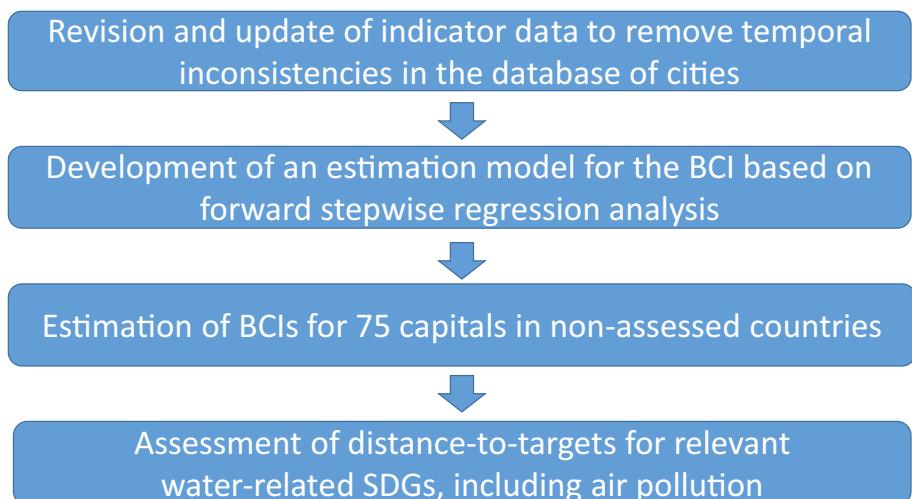 Revision and update of indicator data to remove temporal
inconsistencies in the database of cities
Development of an estimation model for the BCI based on
forward stepwise regression analysis
Estimation of BCIs for 75 capitals in non-assessed countries
Assessment of distance-to-targets for relevant
water-related SDGs, including air pollution